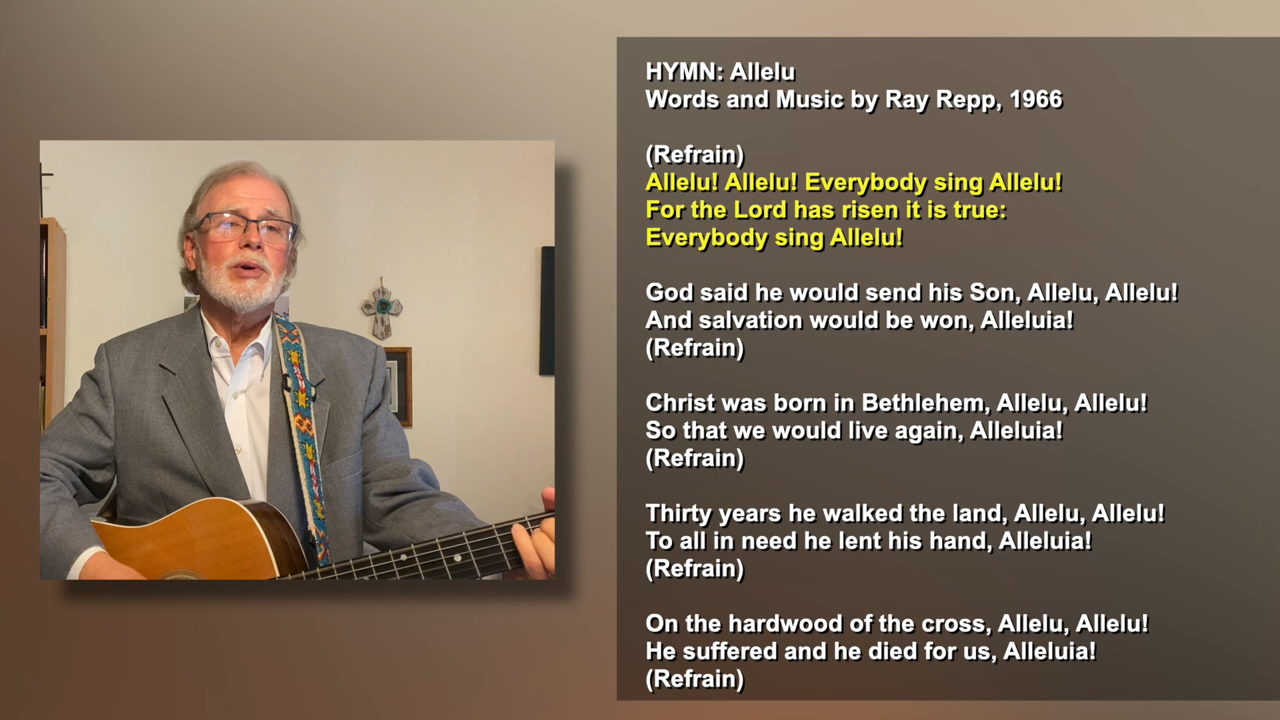 HYMN: Allelu
Words and Music by Ray Repp, 1966
(Refrain)
Allelu! Allelu! Everybody sing Allelu!
For the Lord has risen it is true:
Everybody sing Allelu!
God said he would send his Son, Allelu, Allelu!
And salvation would be won, Alleluia!
(Refrain)
Christ was born in Bethlehem, Allelu, Allelu!
So that we would live again, Alleluia!
(Refrain)
Thirty years he walked the land, Allelu, Allelu!
To all in need he lent his hand, Alleluia!
(Refrain)
On the hardwood of the cross, Allelu, Allelu!
He suffered and he died for us, Alleluia!
(Refrain)